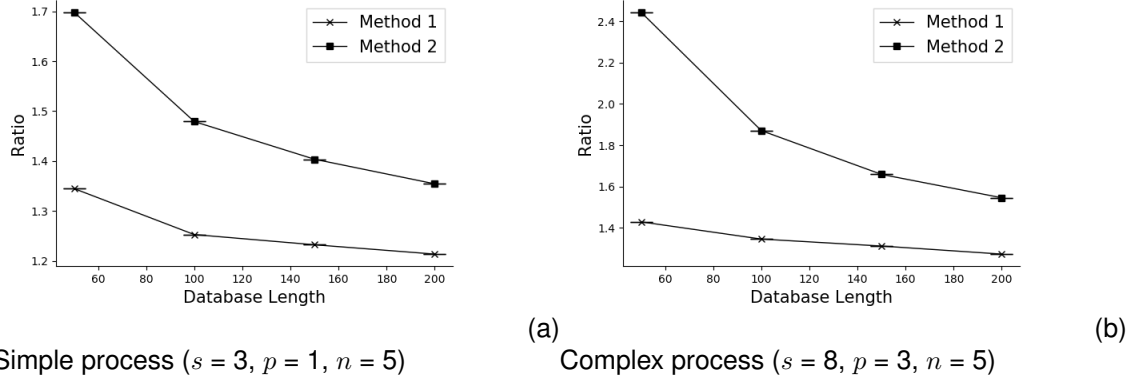 1.7
1.6
1.5
1.4
1.3
1.2
Ratio
Method 1
Method 2
60 80 100 120 140 160 180 200
Database Length
2.4
2.2
2.0
1.8
1.6
1.4
Ratio
Method 1
Method 2
60 80 100 120 140 160 180 200
Database Length
(a)
Simple process (s = 3, p = 1, n = 5)
(b)
Complex process (s = 8, p = 3, n = 5)